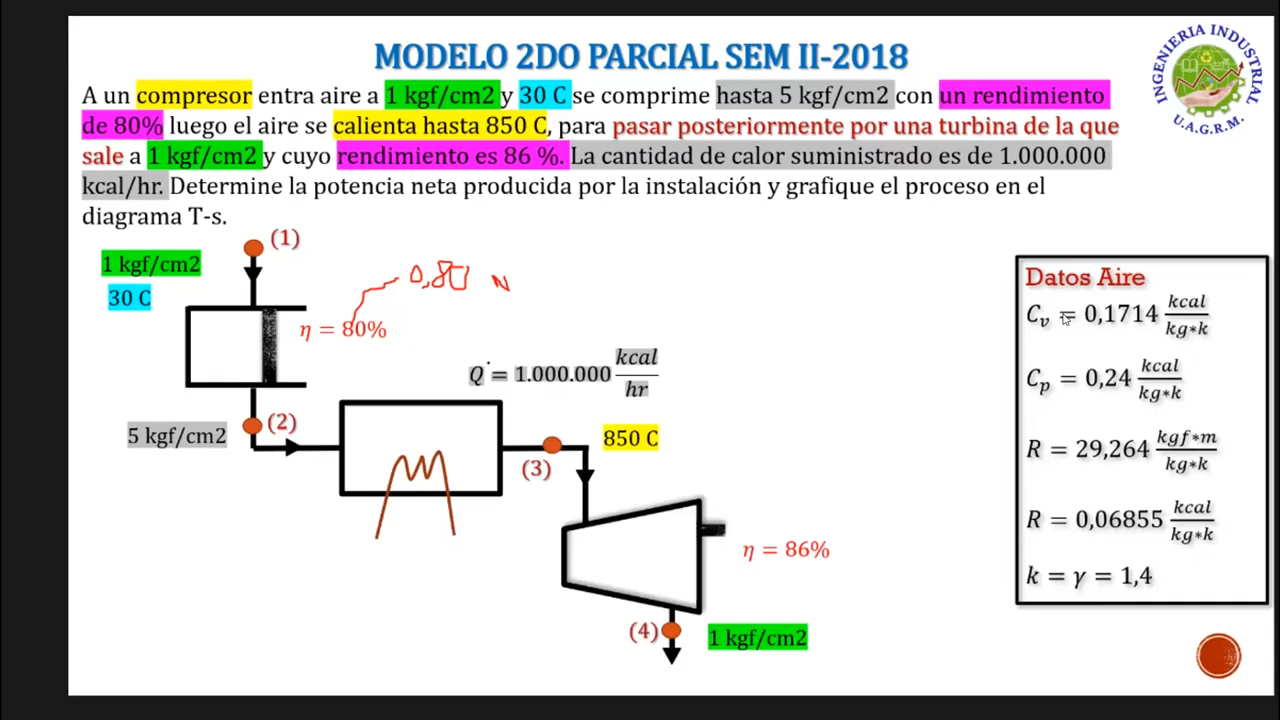 MODELO 2DO PARCIAL SEM II-2018
A un compresor entra aire a 1 kgf/cm2 y 30 C se comprime hasta 5 kgf/cm2 con un rendimiento
de 80% luego el aire se calienta hasta 850 C, para pasar posteriormente por una turbina de la que
sale a 1 kgf/cm2 y cuyo rendimiento es 86 %. La cantidad de calor suministrado es de 1.000.000
kcal/hr. Determine la potencia neta producida por la instalación y grafique el proceso en el
diagrama T-s.
INGENIERIA INDUSTRIAL
U.A.G.R.M.
(1)
1 kgf/cm2
30 C
0,80
η = 80%
Q˙ = 1.000.000 kcal/hr
(2)
5 kgf/cm2
850 C
(3)
η = 86%
(4)
1 kgf/cm2
Datos Aire
Cv = 0,1714 kcal/kg*k
Cp = 0,24 kcal/kg*k
R = 29,264 kgf*m/kg*k
R = 0,06855 kcal/kg*k
k = γ = 1,4